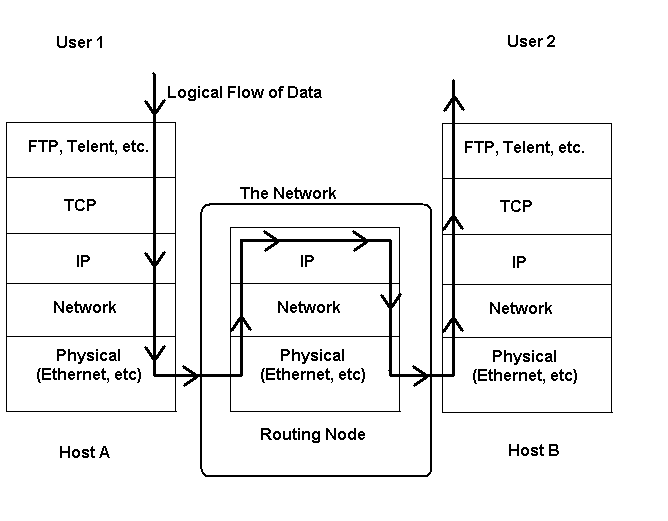 User 1
User 2
Logical Flow of Data
FTP, Telent, etc.
TCP
IP
Network
Physical
(Ethernet, etc)
Host A
The Network
IP
Network
Physical
(Ethernet, etc)
Routing Node
FTP, Telent, etc.
TCP
IP
Network
Physical
(Ethernet, etc)
Host B